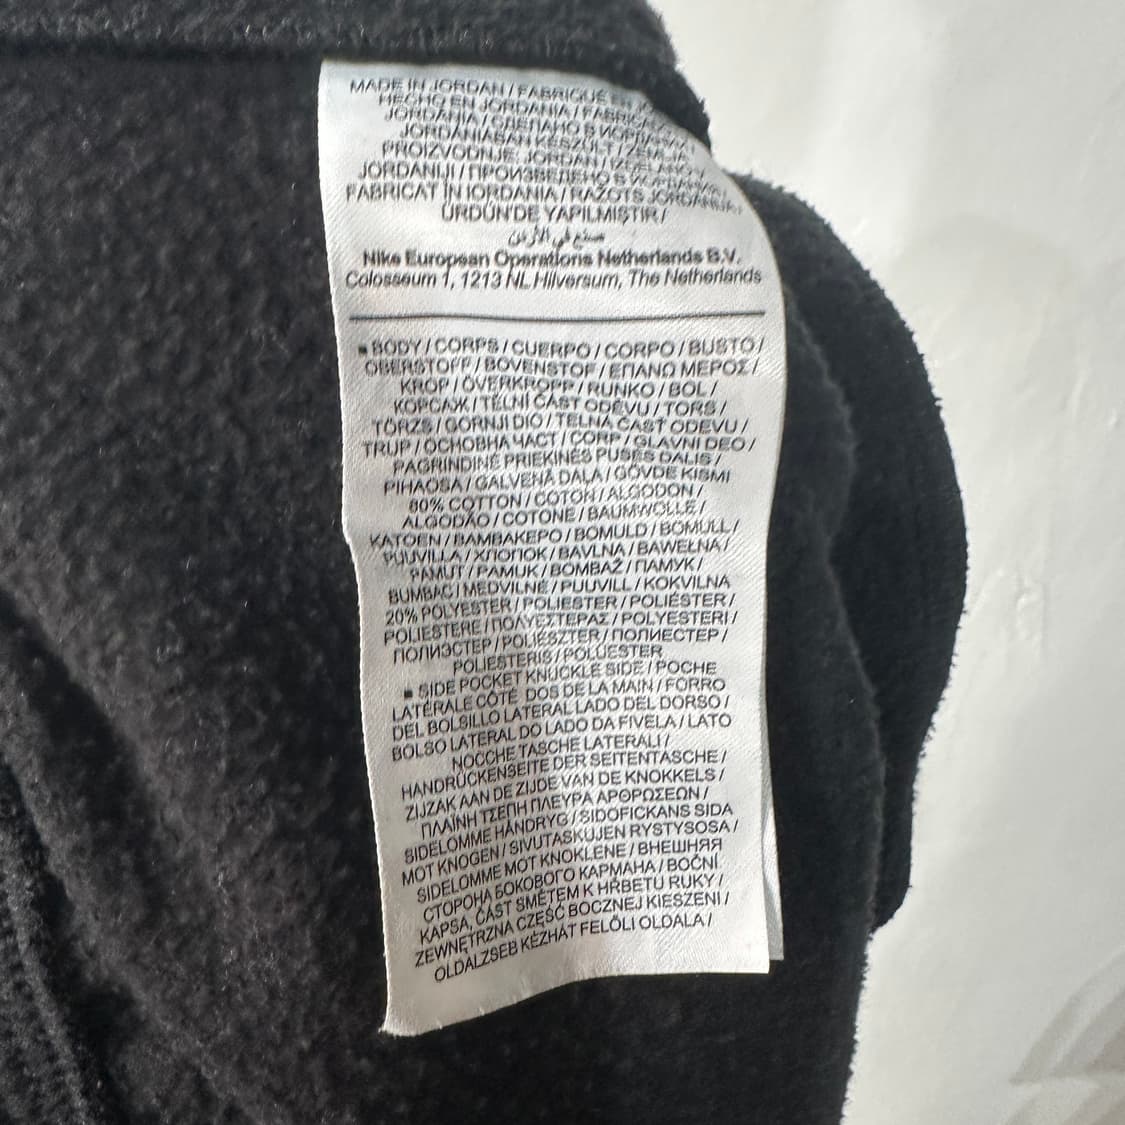 MADE IN JORDAN / FABRIQUÉ EN
HECHO EN JORDANIA /
JORDÂNIA / СДЕЛАНО В
JORDÁNIÁBAN KÉSZÜLT /
PROIZVODNJE: JORDAN /
JORDANIJI / ПРОИЗВЕДЕНО В
FABRICAT ÎN IORDANIA / RAŽOTS JORDĀNIJĀ /
ÜRDÜN'DE YAPILMIŞTIR /
صنع في الأردن
Nike European Operations Netherlands B.V.
Colosseum 1, 1213 NL Hilversum, The Netherlands
■ BODY / CORPS / CUERPO / CORPO / BUSTO /
OBERSTOFF / BOVENSTOF / ΕΠΑΝΩ ΜΕΡΟΣ /
KROP / ÖVERKROPP / RUNKO / BOL /
КОРСАЖ / TĚLNÍ ČÁST ODĚVU / TORS /
TÖRZS / GORNJI DIO / TELNÁ ČASŤ ODEVU /
TRUP / ОСНОВНА ЧАСТ / CORP / GLAVNI DEO /
PAGRINDINĖ PRIEKINĖS PUSĖS DALIS /
PIHAOSA / GALVENĀ DAĻA / GÖVDE KISMI
80% COTTON / COTON / ALGODÓN /
ALGODÃO / COTONE / BAUMWOLLE /
KATOEN / ΒΑΜΒΑΚΕΡΟ / BOMULD / BOMULL /
PUUVILLA / ХЛОПОК / BAVLNA / BAWEŁNA /
PAMUT / PAMUK / BOMBAŽ / ПАМУК /
BUMBAC / MEDVILNĖ / PUUVILL / KOKVILNA
20% POLYESTER / POLIESTER / POLIÉSTER /
POLIESTERE / ΠΟΛΥΕΣΤΕΡΑΣ / POLYESTERI /
ПОЛИЭСТЕР / POLIÉSZTER / ПОЛИЕСТЕР /
POLIESTERIS / POLÜESTER
■ SIDE POCKET KNUCKLE SIDE / POCHE
LATÉRALE CÔTÉ DOS DE LA MAIN / FORRO
DEL BOLSILLO LATERAL LADO DEL DORSO /
BOLSO LATERAL DO LADO DA FIVELA / LATO
NOCCHE TASCHE LATERALI /
HANDRÜCKENSEITE DER SEITENTASCHE /
ZIJZAK AAN DE ZIJDE VAN DE KNOKKELS /
ΠΛΑΪΝΗ ΤΣΕΠΗ ΠΛΕΥΡΑ ΑΡΘΡΩΣΕΩΝ /
SIDELOMME HÅNDRYG / SIDOFICKANS SIDA
MOT KNOGEN / SIVUTASKUJEN RYSTYSOSA /
SIDELOMME MOT KNOKLENE / ВНЕШНЯЯ
СТОРОНА БОКОВОГО КАРМАНА / BOČNÍ
KAPSA, ČÁST SMĚTEM K HŘBETU RUKY /
ZEWNĘTRZNA CZĘŚĆ BOCZNEJ KIESZENI /
OLDALZSEB KÉZHÁT FELŐLI OLDALA /